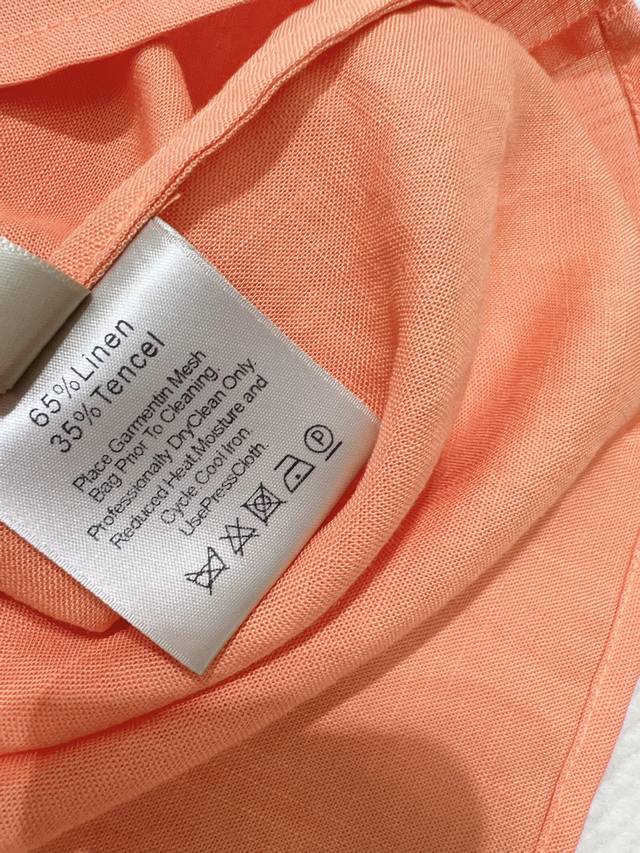 65%Linen
35%Tencel
Place Garmentin Mesh
Bag Prior To Cleaning.
Professionally DryClean Only.
Reduced Heat.Moisture and
Cycle Cool Iron.
UsePressCloth.
P